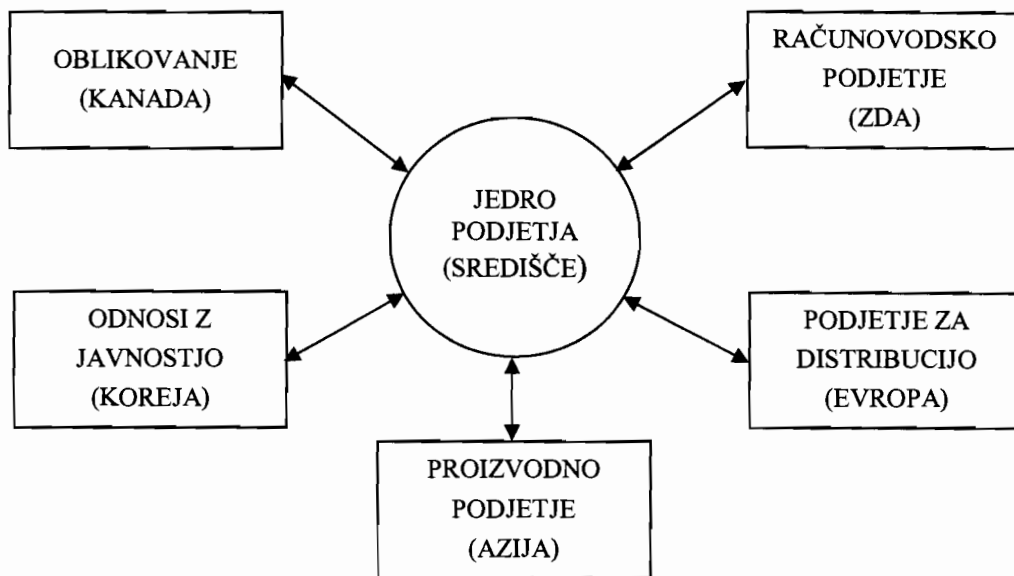 OBLIKOVANJE
(KANADA)
RAČUNOVODSKO
PODJETJE
(ZDA)
JEDRO
PODJETJA
(SREDIŠČE)
ODNOSI Z
JAVNOSTJO
(KOREJA)
PODJETJE ZA
DISTRIBUCIJO
(EVROPA)
PROIZVODNO
PODJETJE
(AZIJA)